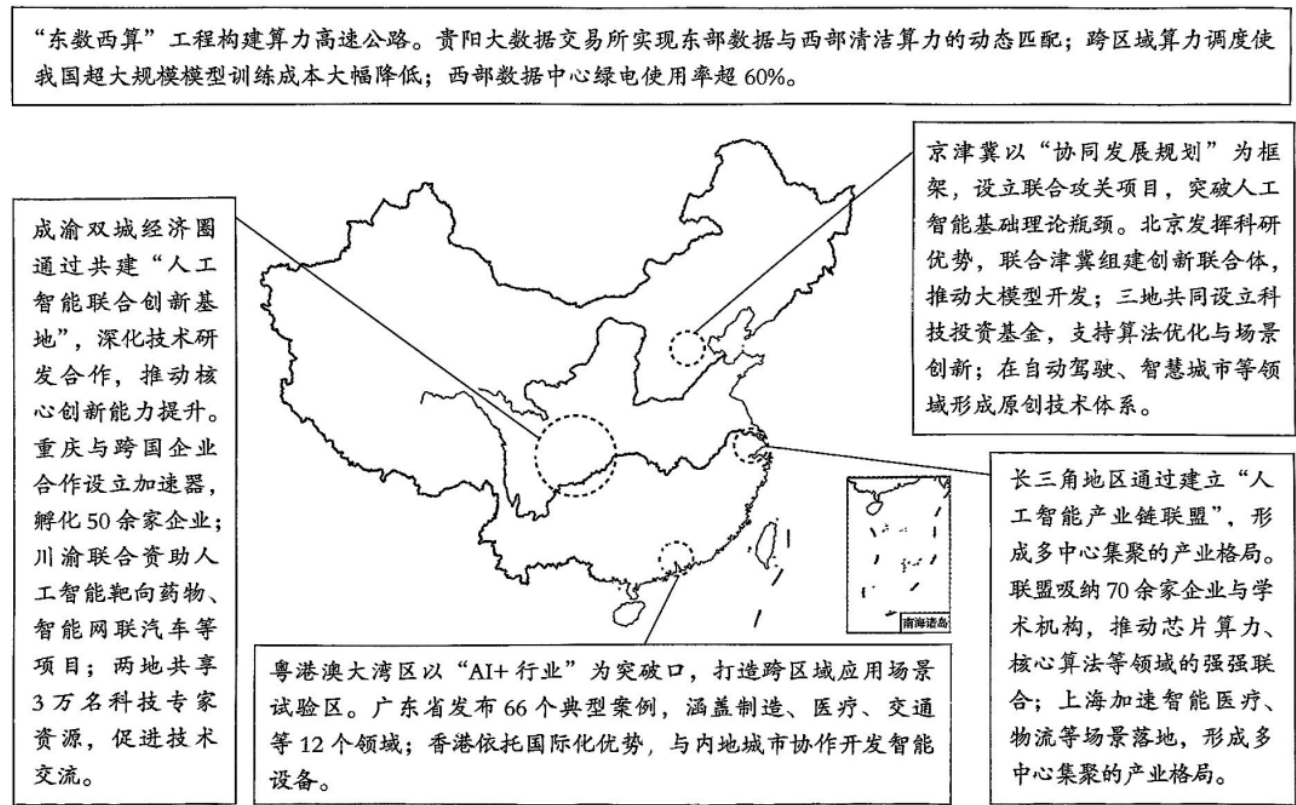 “东数西算”工程构建算力高速公路。贵阳大数据交易所实现东部数据与西部清洁算力的动态匹配；跨区域算力调度使
我国超大规模模型训练成本大幅降低；西部数据中心绿电使用率超 60%。
京津冀以“协同发展规划”为框
架，设立联合攻关项目，突破人工
智能基础理论瓶颈。北京发挥科研
优势，联合津冀组建创新联合体，
推动大模型开发；三地共同设立科
技投资基金，支持算法优化与场景
创新；在自动驾驶、智慧城市等领
域形成原创技术体系。
成渝双城经济圈
通过共建“人工
智能联合创新基
地”，深化技术研
发合作，推动核
心创新能力提升。
重庆与跨国企业
合作设立加速器，
孵化 50 余家企业；
川渝联合资助人
工智能靶向药物、
智能网联汽车等
项目；两地共享
3 万名科技专家
资源，促进技术
交流。
长三角地区通过建立“人
工智能产业链联盟”，形
成多中心集聚的产业格局。
联盟吸纳 70 余家企业与学
术机构，推动芯片算力、
核心算法等领域的强强联
合；上海加速智能医疗、
物流等场景落地，形成多
中心集聚的产业格局。
南海诸岛
粤港澳大湾区以“AI+ 行业”为突破口，打造跨区域应用场景
试验区。广东省发布 66 个典型案例，涵盖制造、医疗、交通
等 12 个领域；香港依托国际化优势，与内地城市协作开发智能
设备。